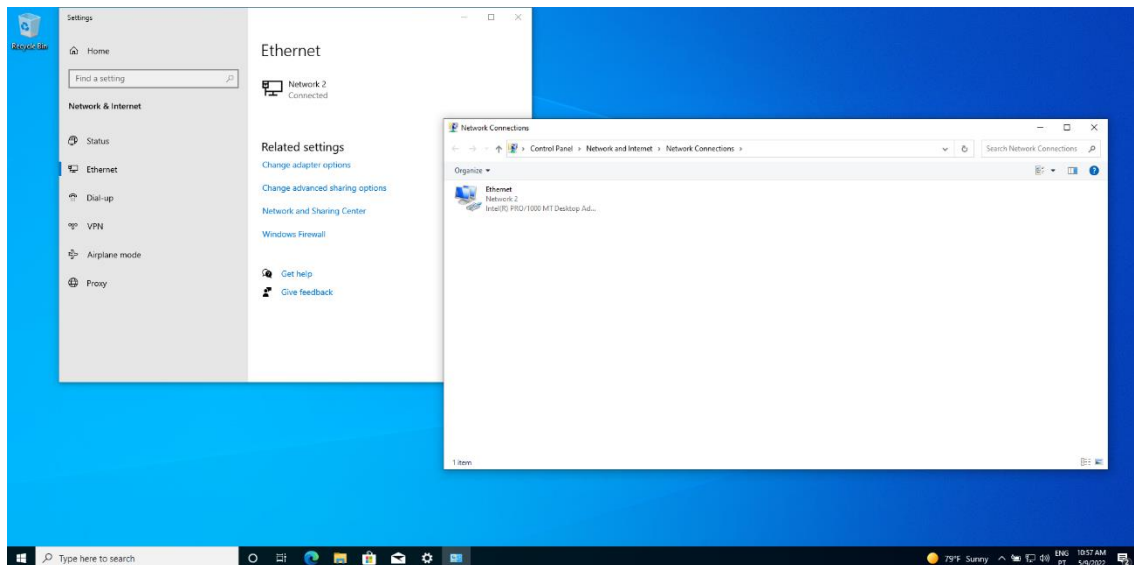 Recycle Bin
Settings
Home
Find a setting
Network & Internet
Status
Ethernet
Dial-up
VPN
Airplane mode
Proxy
Ethernet
Network 2
Connected
Related settings
Change adapter options
Change advanced sharing options
Network and Sharing Center
Windows Firewall
Get help
Give feedback
Network Connections
Control Panel › Network and Internet › Network Connections ›
Search Network Connections
Organize
Ethernet
Network 2
Intel(R) PRO/1000 MT Desktop Ad...
1 item
Type here to search
79°F Sunny
ENG
PT
10:57 AM
5/9/2022